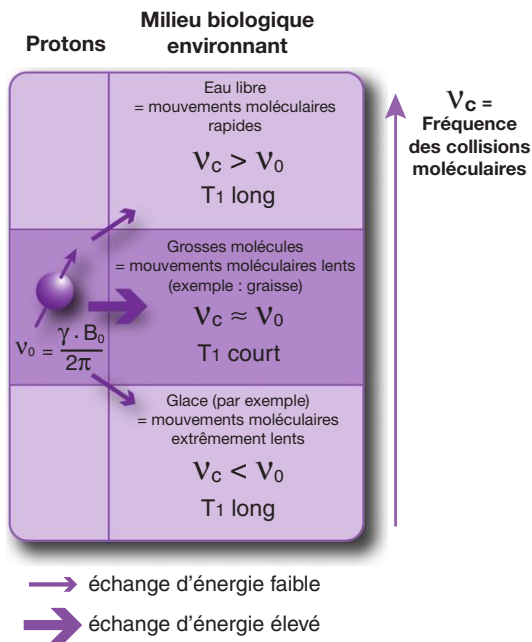 Protons
Milieu biologique
environnant
Eau libre
= mouvements moléculaires
rapides
νc > ν0
T1 long
Grosses molécules
= mouvements moléculaires lents
(exemple : graisse)
νc ≈ ν0
T1 court
ν0 = γ . B0 / 2π
Glace (par exemple)
= mouvements moléculaires
extrêmement lents
νc < ν0
T1 long
νc =
Fréquence
des collisions
moléculaires
échange d'énergie faible
échange d'énergie élevé